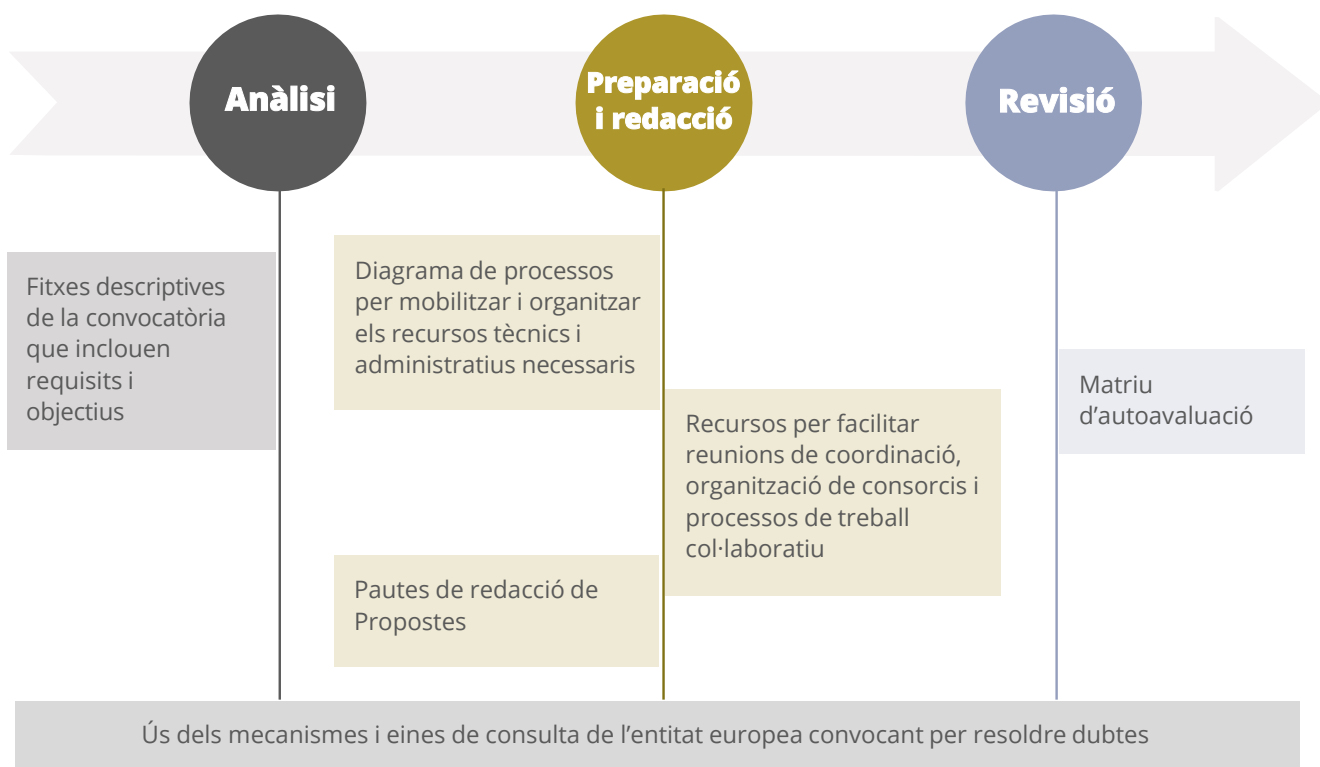 Anàlisi
Preparació
i redacció
Revisió
Fitxes descriptives
de la convocatòria
que inclouen
requisits i
objectius
Diagrama de processos
per mobilitzar i organitzar
els recursos tècnics i
administratius necessaris
Recursos per facilitar
reunions de coordinació,
organització de consorcis i
processos de treball
col·laboratiu
Pautes de redacció de
Propostes
Matriu
d’autoavaluació
Ús dels mecanismes i eines de consulta de l’entitat europea convocant per resoldre dubtes